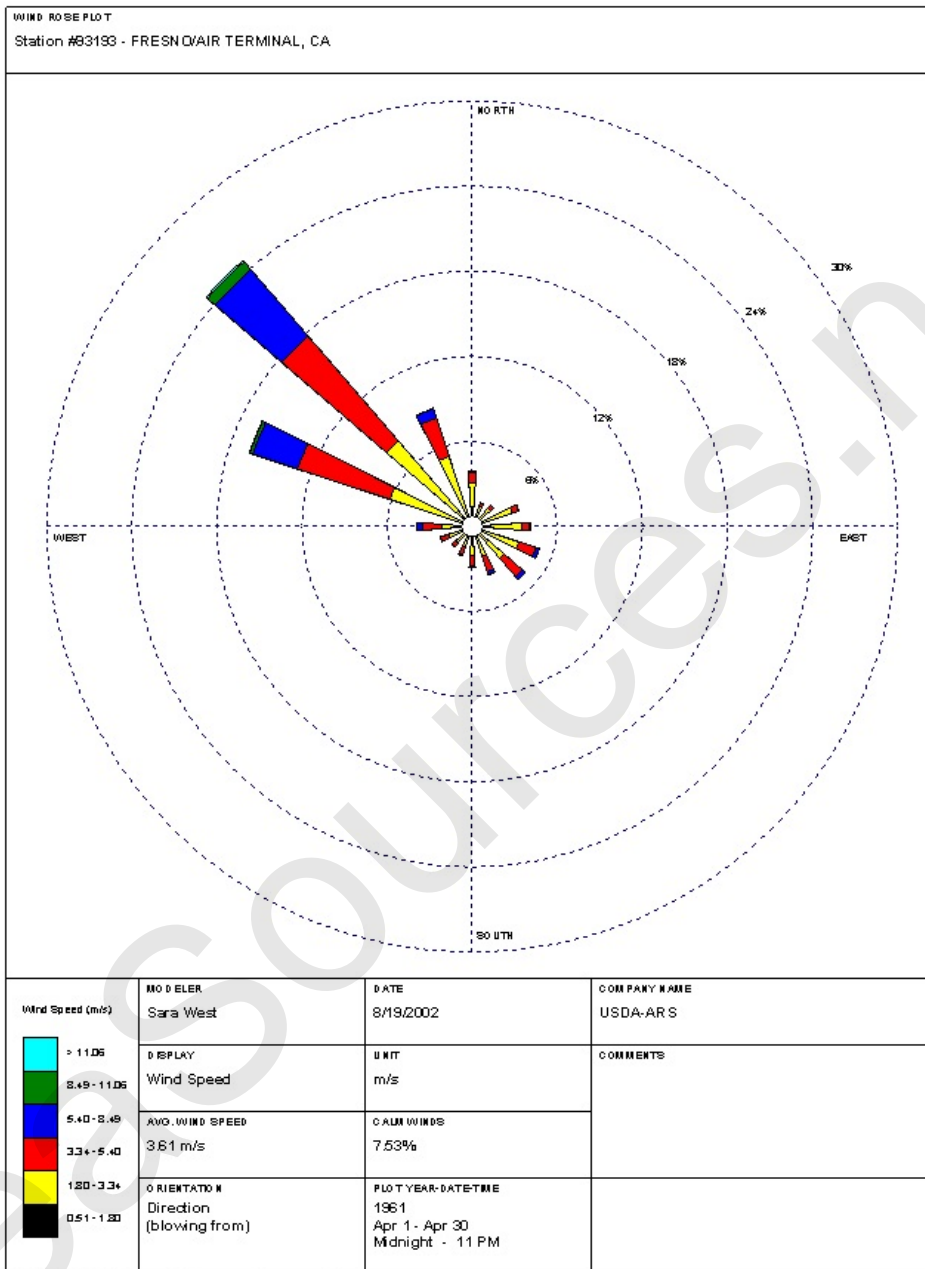 WIND ROSE PLOT
Station #93193 - FRESNO/AIR TERMINAL, CA
NORTH
30%
24%
18%
12%
6%
WEST
EAST
SOUTH
Wind Speed (m/s)
> 11.06
8.49 - 11.06
5.40 - 8.49
3.34 - 5.40
1.80 - 3.34
0.51 - 1.80
MODELER
Sara West
DATE
8/19/2002
COMPANY NAME
USDA-ARS
DISPLAY
Wind Speed
UNIT
m/s
COMMENTS
AVG. WIND SPEED
3.61 m/s
CALM WINDS
7.53%
ORIENTATION
Direction
(blowing from)
PLOT YEAR-DATE-TIME
1961
Apr 1 - Apr 30
Midnight - 11 PM